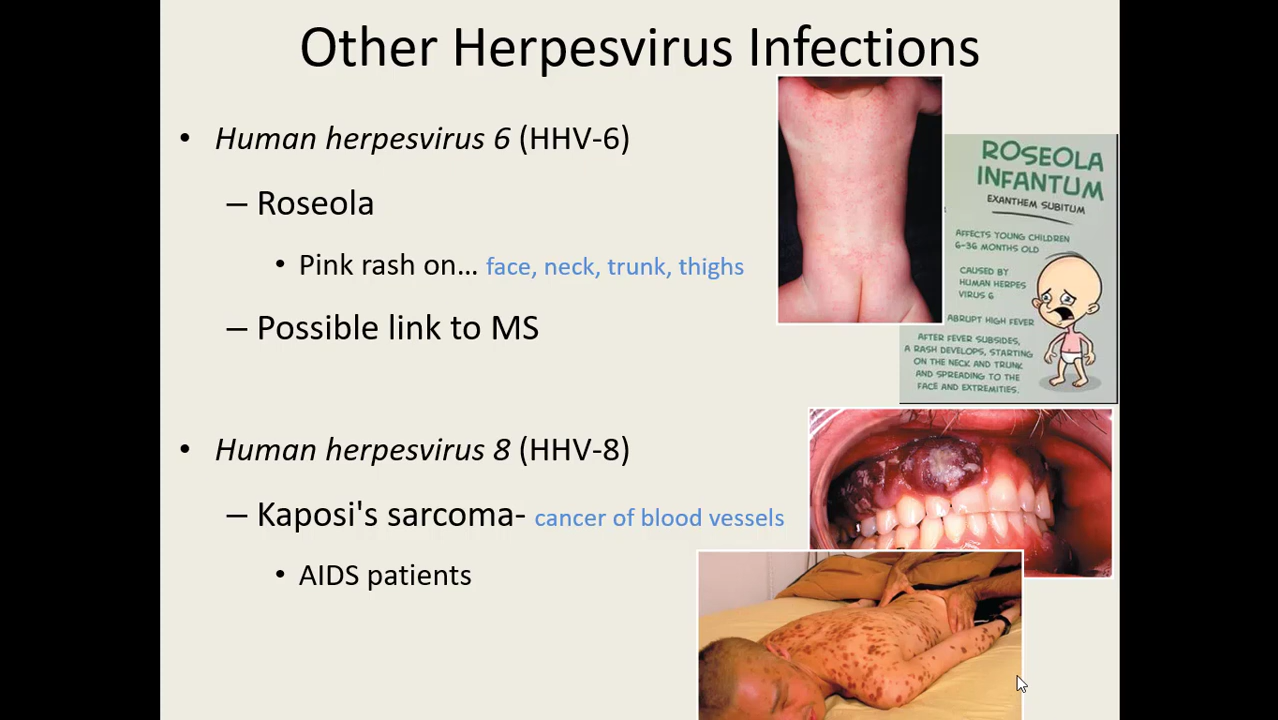 Other Herpesvirus Infections
• Human herpesvirus 6 (HHV-6)
– Roseola
• Pink rash on… face, neck, trunk, thighs
– Possible link to MS
• Human herpesvirus 8 (HHV-8)
– Kaposi's sarcoma- cancer of blood vessels
• AIDS patients
ROSEOLA
INFANTUM
EXANTHEM SUBITUM
AFFECTS YOUNG CHILDREN
6-36 MONTHS OLD
CAUSED BY
HUMAN HERPES
VIRUS 6
ABRUPT HIGH FEVER
AFTER FEVER SUBSIDES,
A RASH DEVELOPS, STARTING
ON THE NECK AND TRUNK
AND SPREADING TO THE
FACE AND EXTREMITIES.